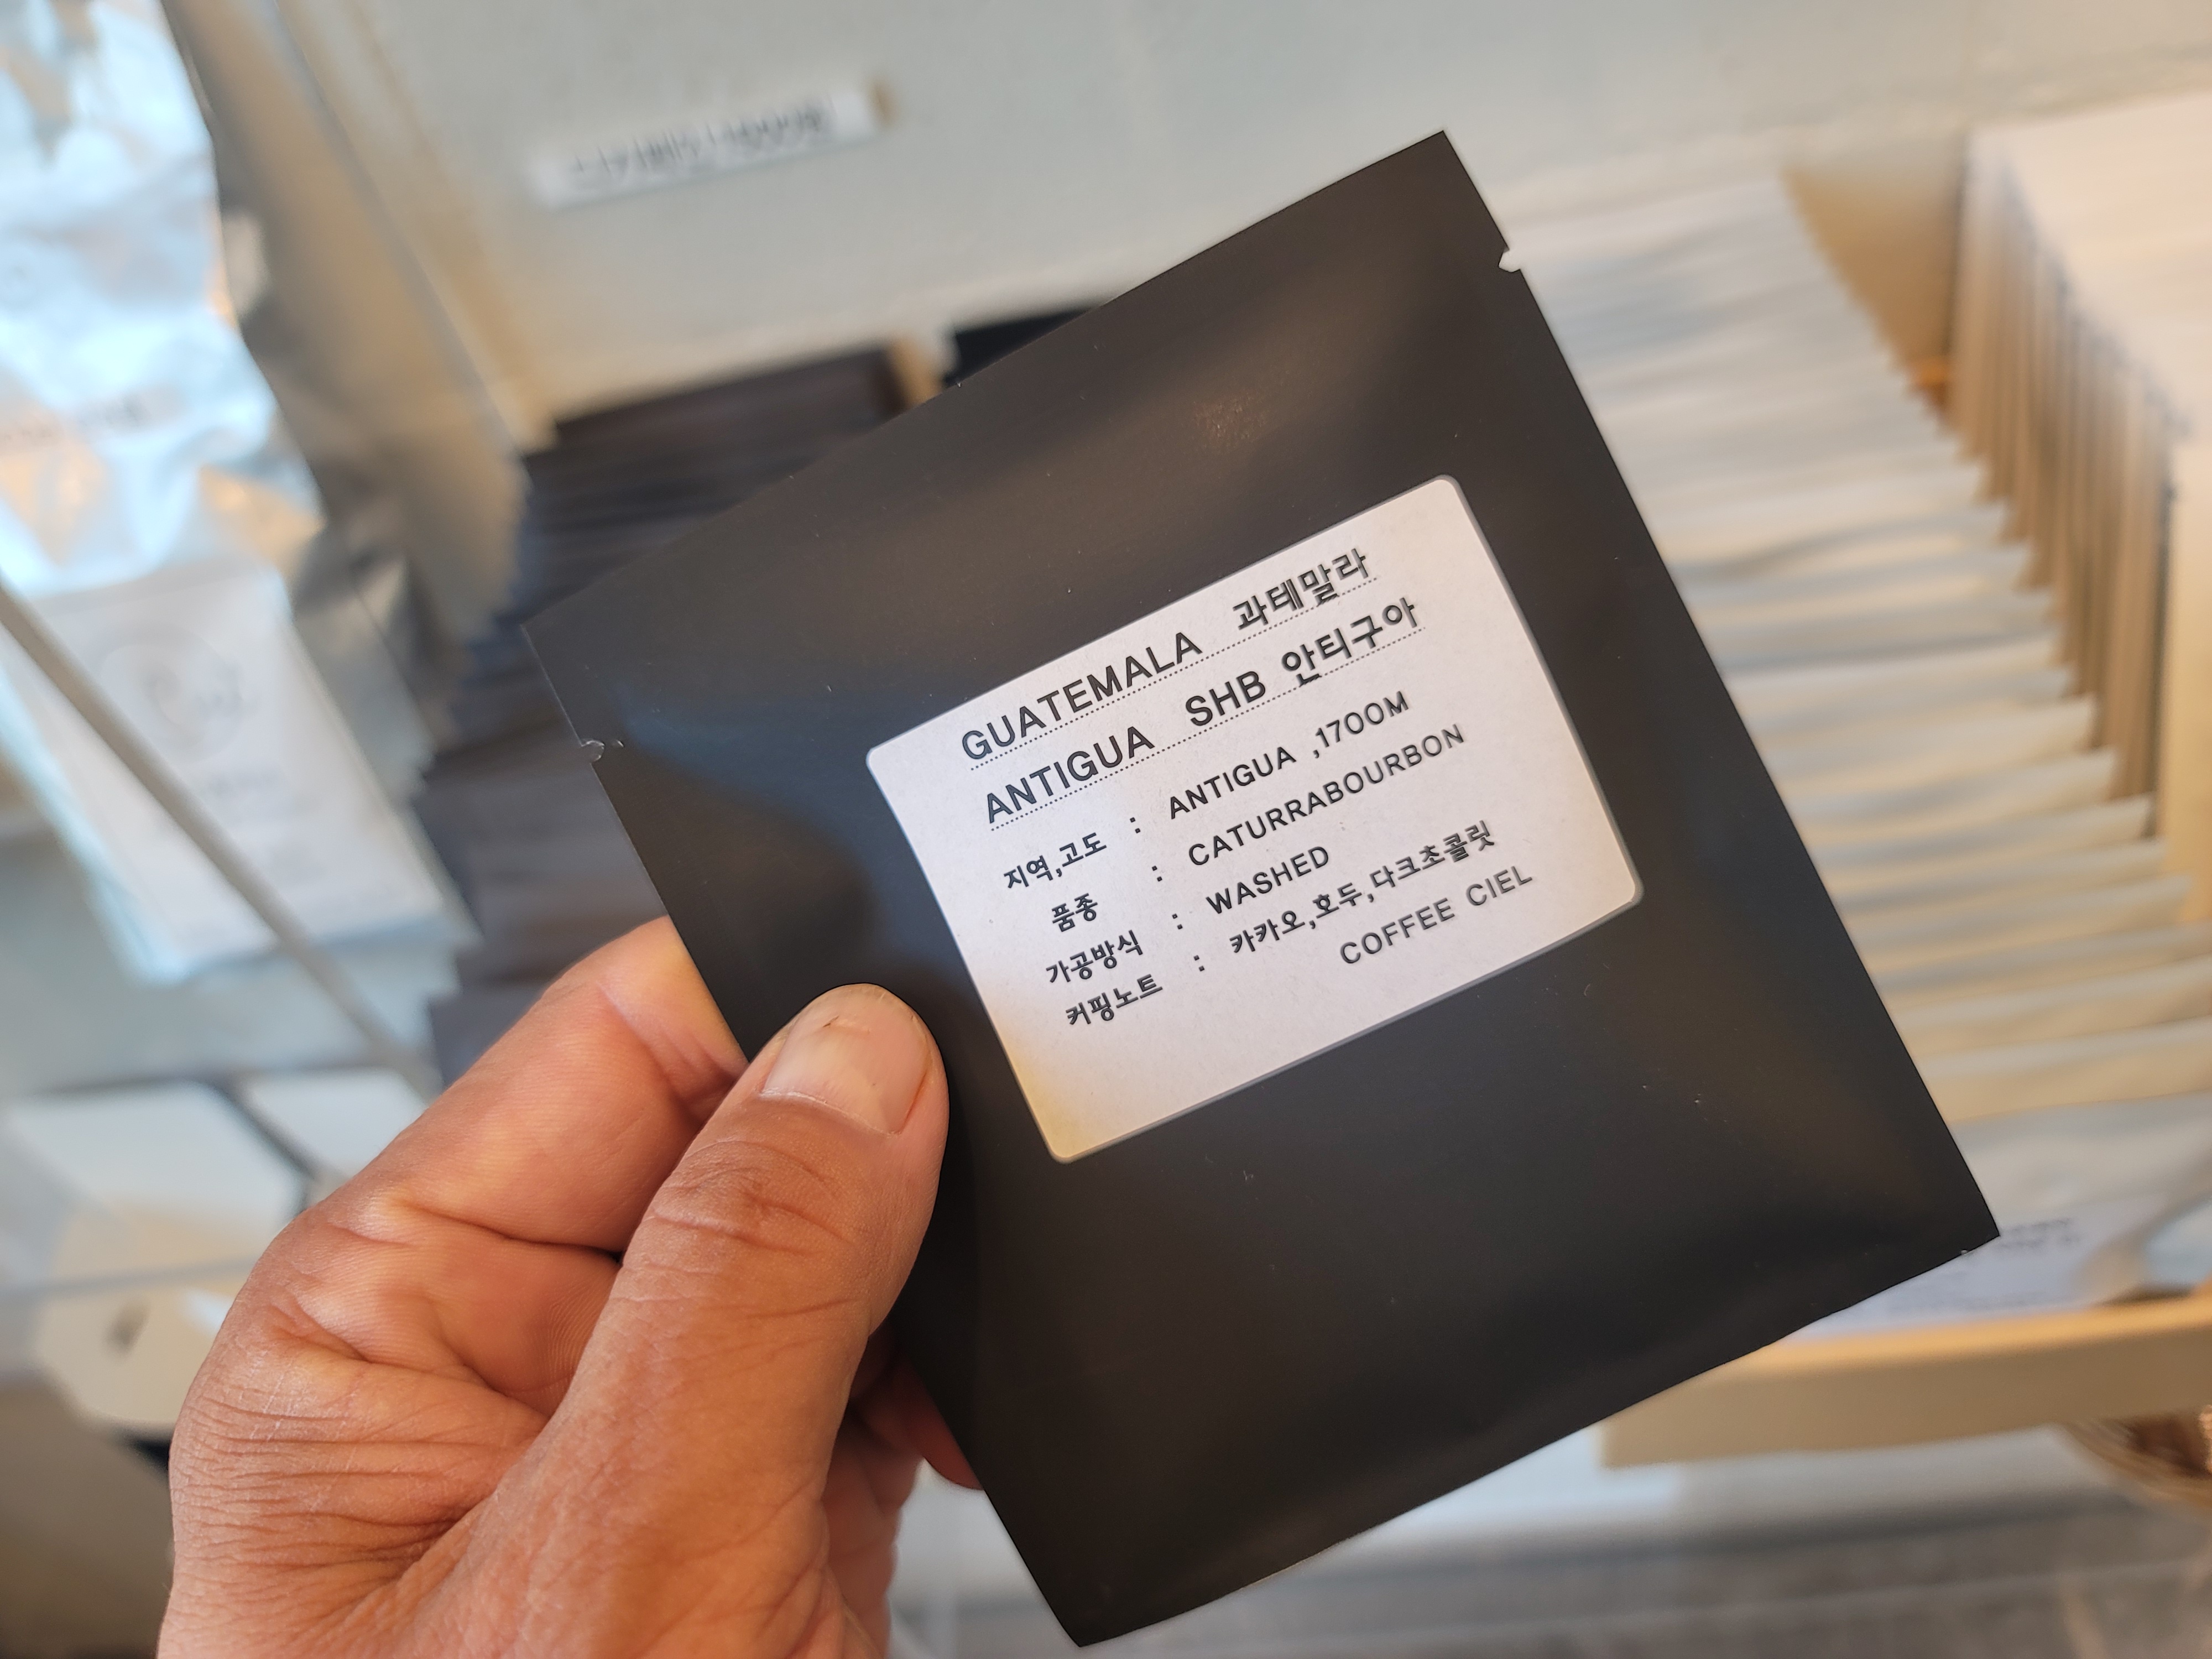 GUATEMALA 과테말라
ANTIGUA SHB 안티구아
지역,고도 : ANTIGUA ,1700M
품종 : CATURRABOURBON
가공방식 : WASHED
커핑노트 : 카카오,호두,다크초콜릿
COFFEE CIEL